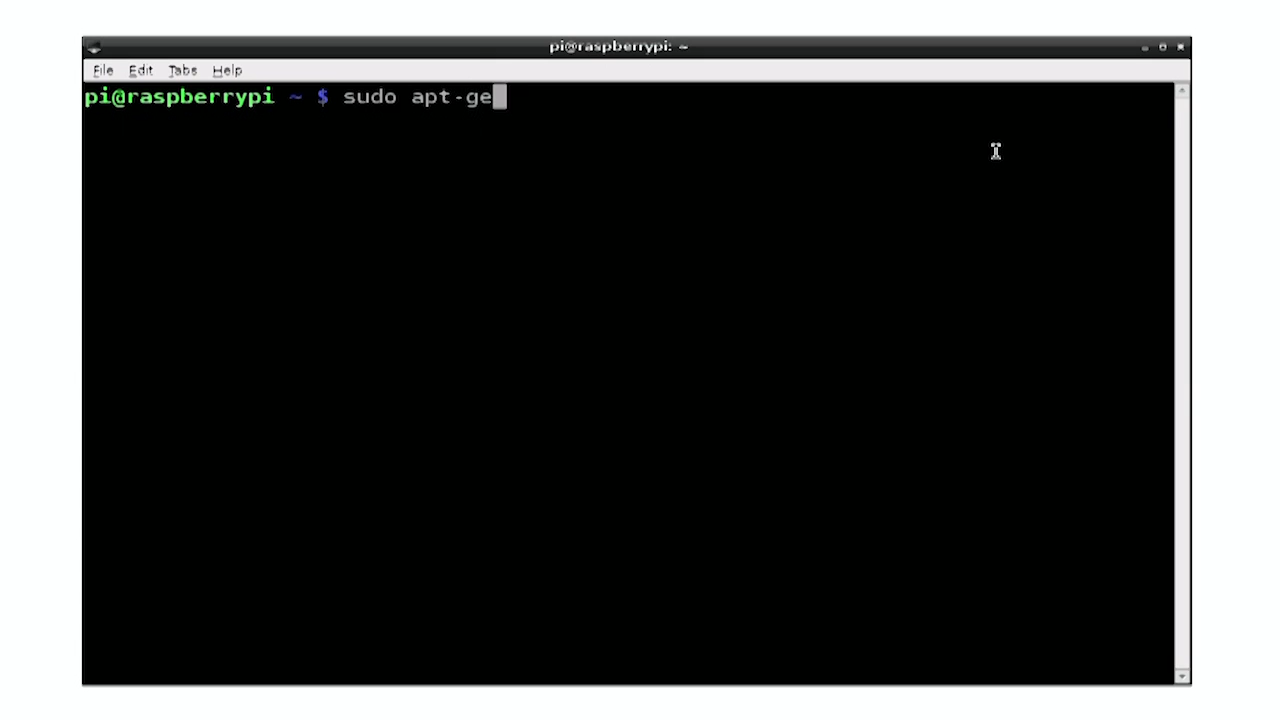 pi@raspberrypi: ~
File Edit Tabs Help
pi@raspberrypi ~ $ sudo apt-ge